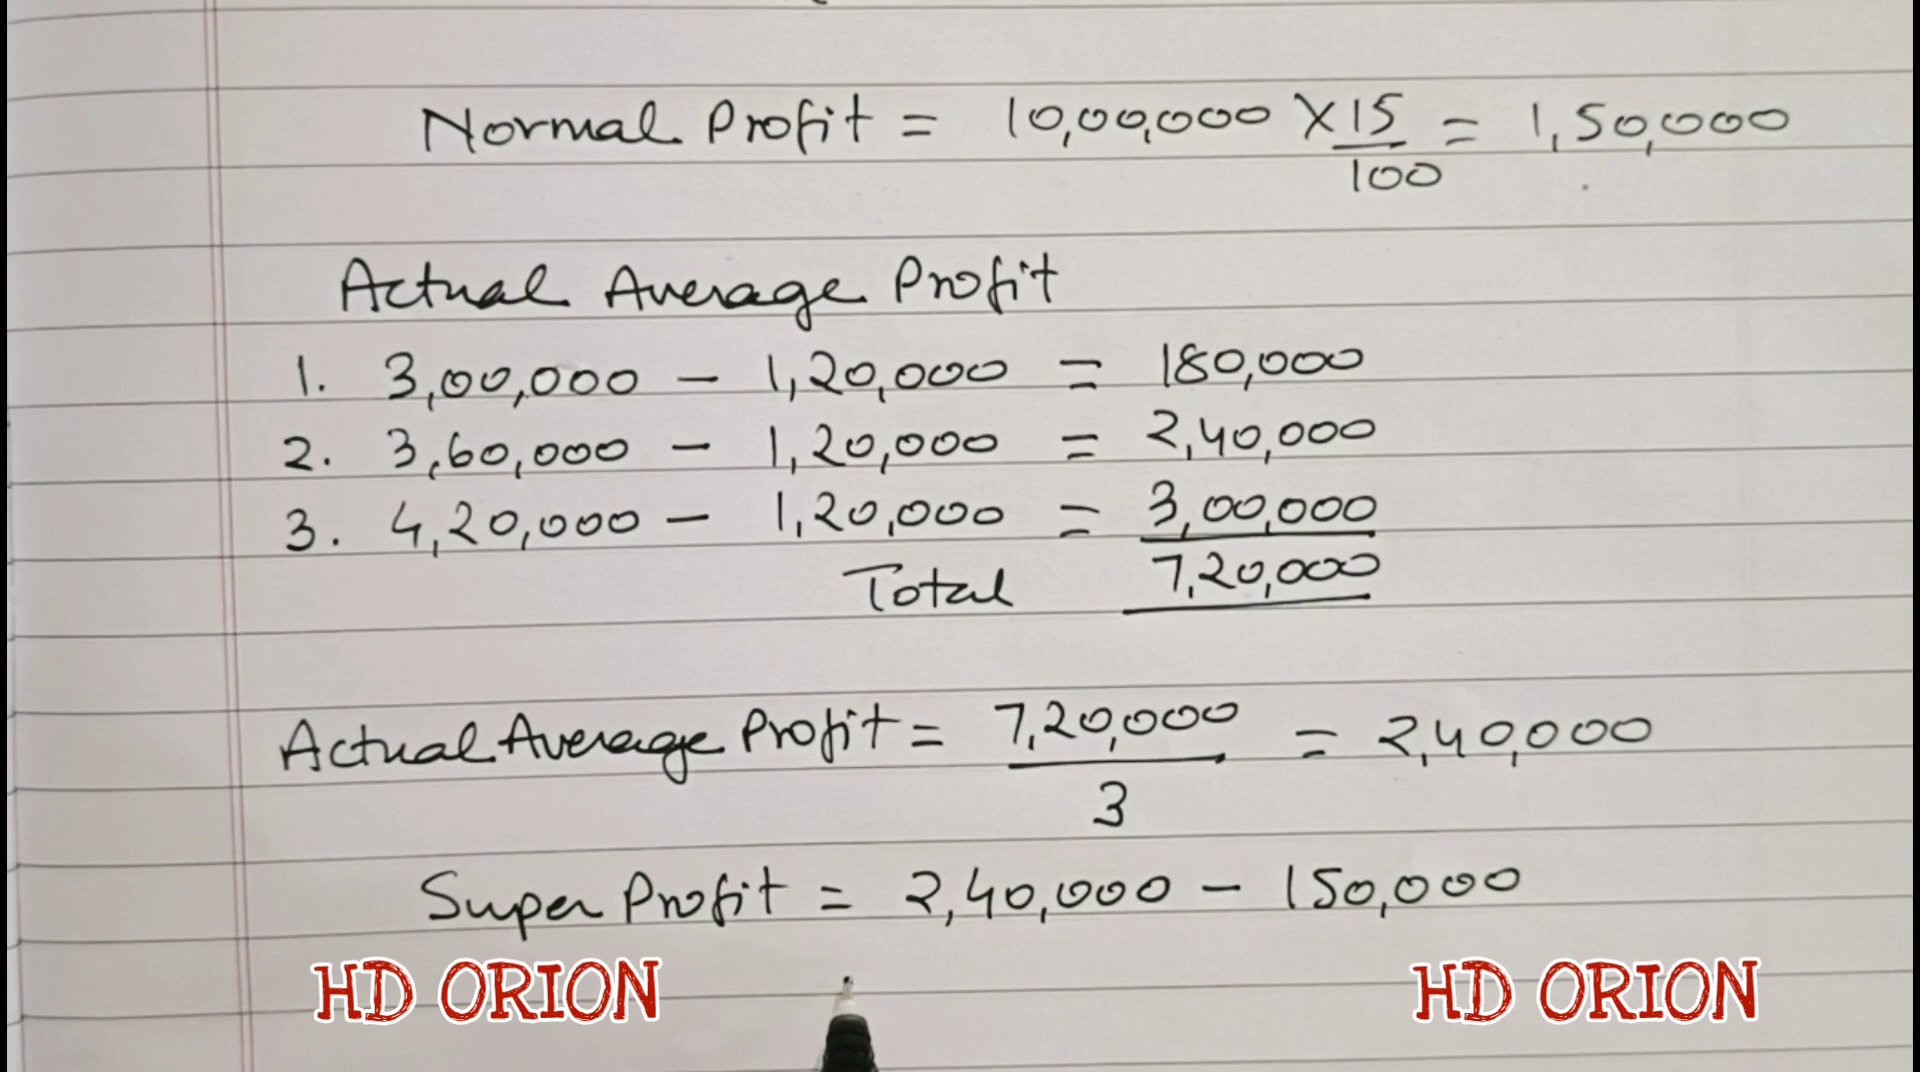 Normal Profit = 10,00,000 X 15/100 = 1,50,000
Actual Average Profit
1. 3,00,000 - 1,20,000 = 180,000
2. 3,60,000 - 1,20,000 = 2,40,000
3. 4,20,000 - 1,20,000 = 3,00,000
Total 7,20,000
Actual Average Profit = 7,20,000/3 = 2,40,000
Super Profit = 2,40,000 - 150,000
HD ORION HD ORION